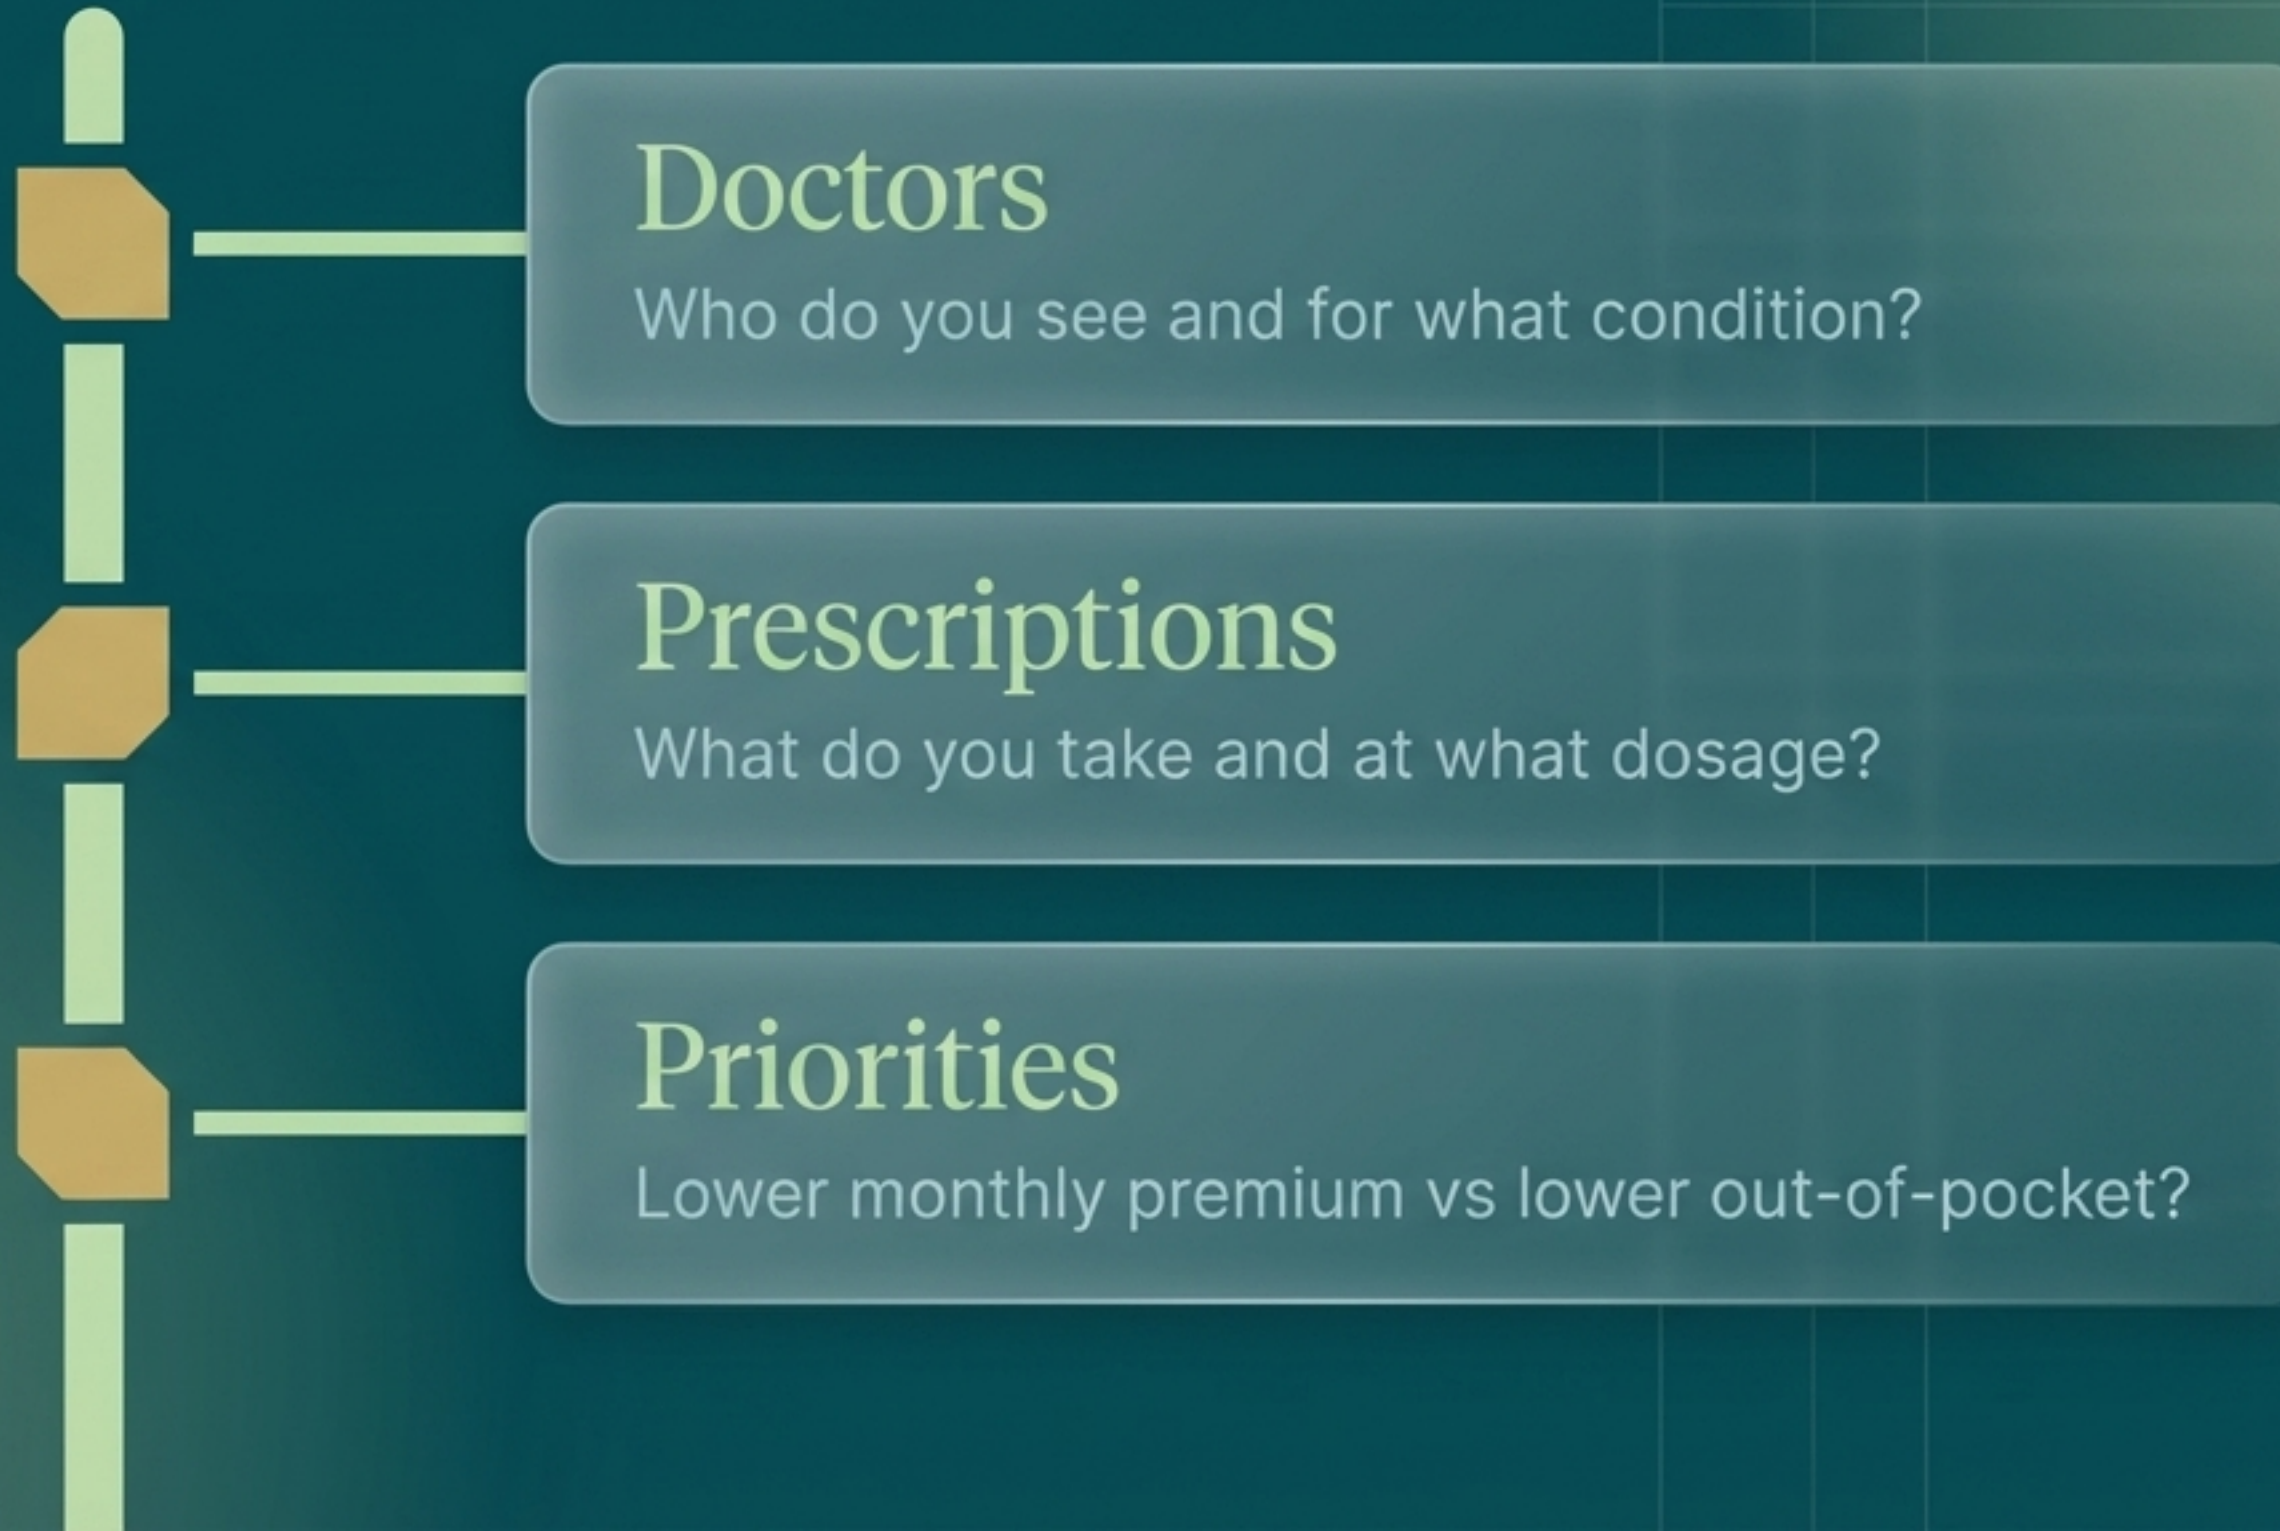 Doctors
Who do you see and for what condition?
Prescriptions
What do you take and at what dosage?
Priorities
Lower monthly premium vs lower out-of-pocket?